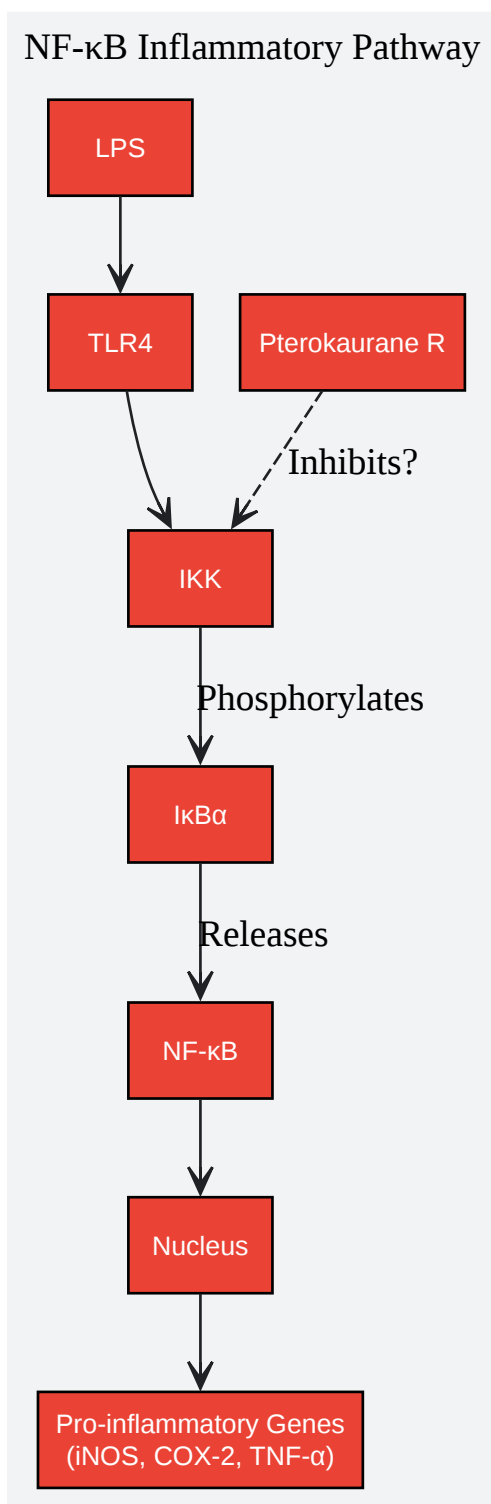 NF-κB Inflammatory Pathway
LPS
TLR4
Pterokaurane R
Inhibits?
IKK
Phosphorylates
IκBα
Releases
NF-κB
Nucleus
Pro-inflammatory Genes
(iNOS, COX-2, TNF-α)